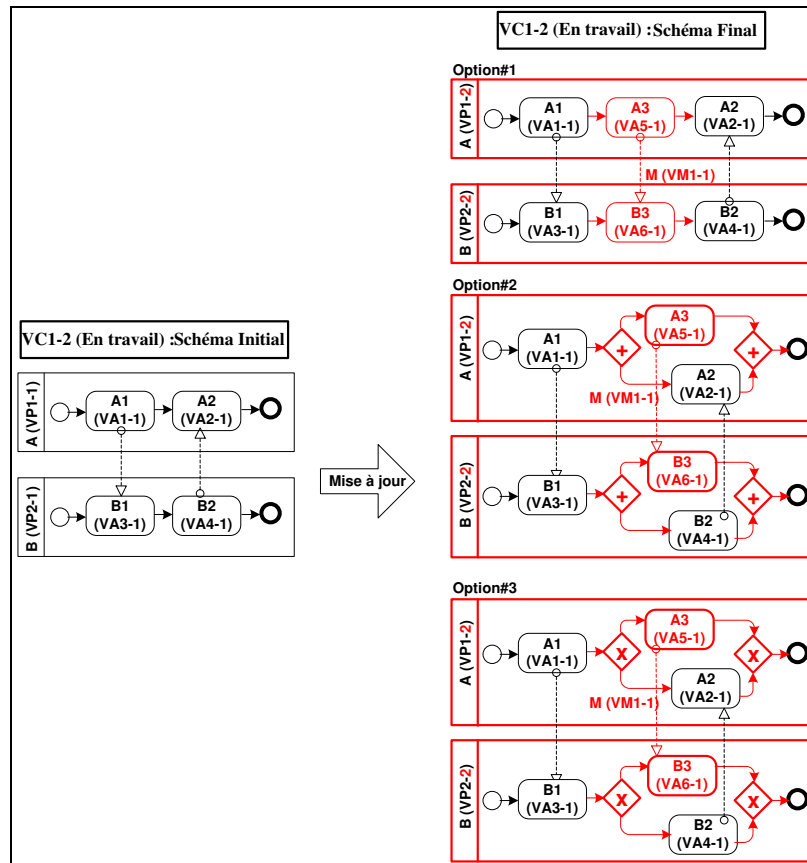 VC1-2 (En travail) :Schéma Final
Option#1
A (VP1-2)
A1
(VA1-1)
A3
(VA5-1)
A2
(VA2-1)
M (VM1-1)
B (VP2-2)
B1
(VA3-1)
B3
(VA6-1)
B2
(VA4-1)
Option#2
A (VP1-2)
A1
(VA1-1)
+
A3
(VA5-1)
A2
(VA2-1)
+
M (VM1-1)
B (VP2-2)
B1
(VA3-1)
+
B3
(VA6-1)
B2
(VA4-1)
+
VC1-2 (En travail) :Schéma Initial
A (VP1-1)
A1
(VA1-1)
A2
(VA2-1)
B (VP2-1)
B1
(VA3-1)
B2
(VA4-1)
Mise à jour
Option#3
A (VP1-2)
A1
(VA1-1)
X
A3
(VA5-1)
A2
(VA2-1)
X
M (VM1-1)
B (VP2-2)
B1
(VA3-1)
X
B3
(VA6-1)
B2
(VA4-1)
X